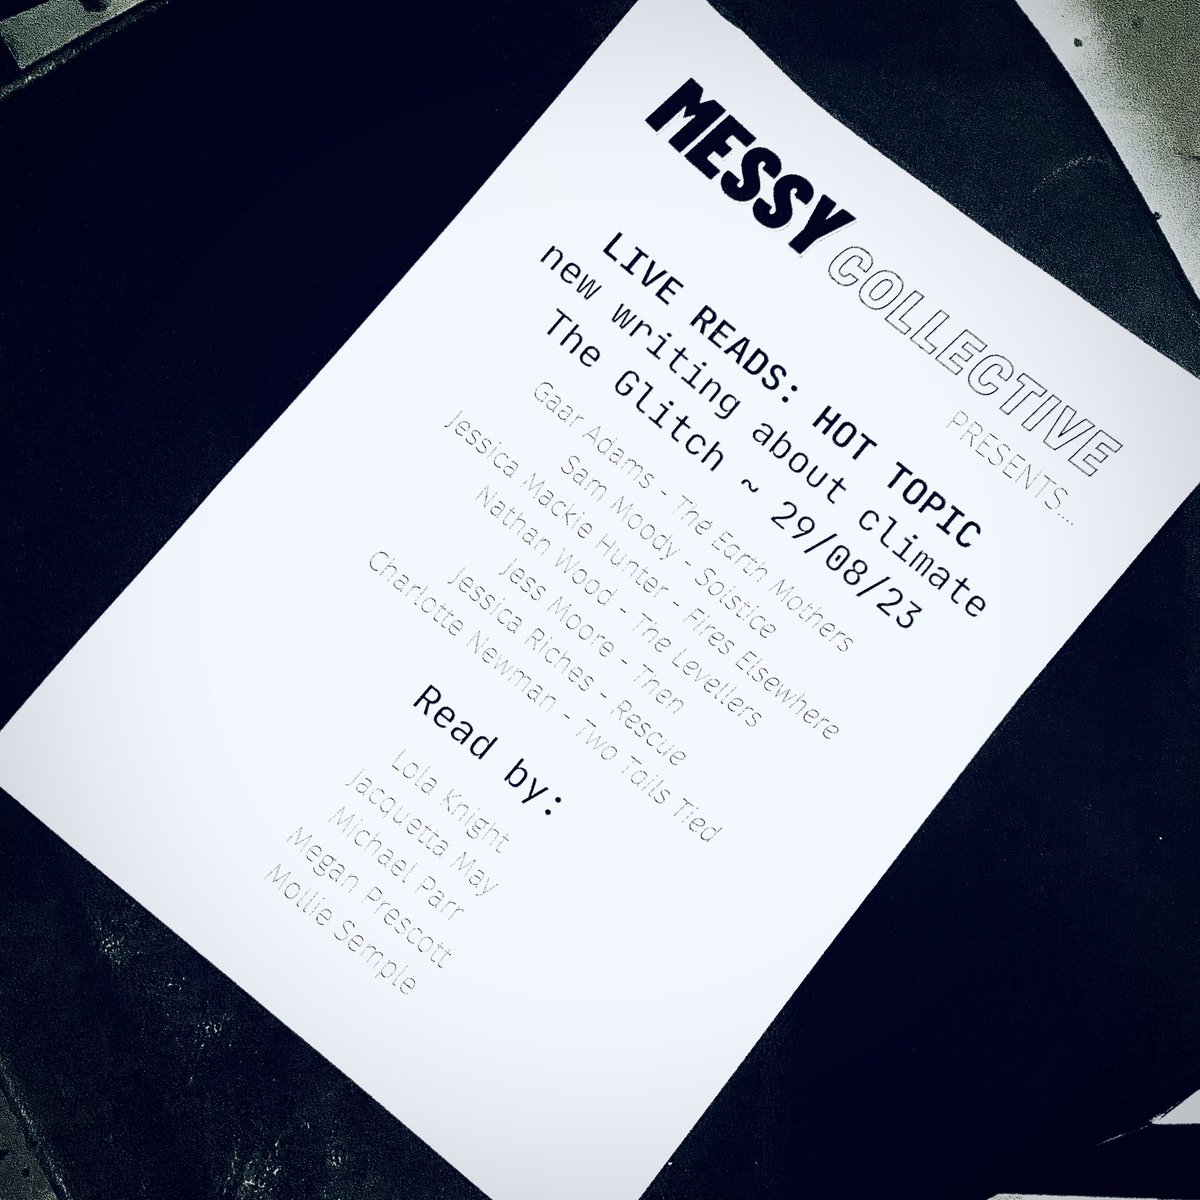 MESSY COLLECTIVE
PRESENTS....
LIVE READS: HOT TOPIC
new writing about climate
The Glitch ~ 29/08/23
Gaar Adams - The Earth Mothers
Sam Moody - Solstice
Jessica Mackie Hunter - Fires Elsewhere
Nathan Wood - The Levellers
Jess Moore - Then
Jessica Riches - Rescue
Charlotte Newman - Two Tails Tied
Read by:
Lola Knight
Jacquetta May
Michael Parr
Megan Prescott
Mollie Semple